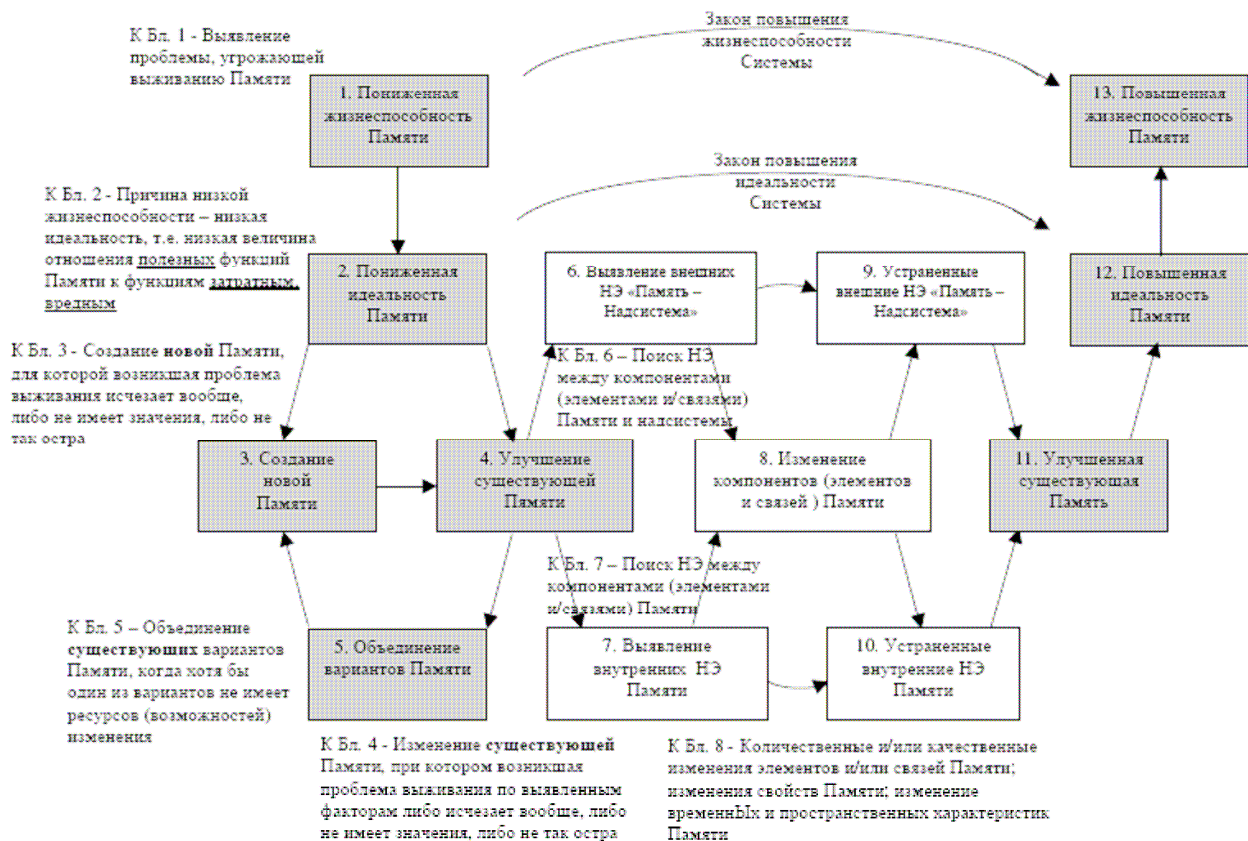 К Бл. 1 - Выявление
проблемы, угрожающей
выживанию Памяти
Закон повышения
жизнеспособности
Системы
1. Пониженная
жизнеспособность
Памяти
13. Повышенная
жизнеспособность
Памяти
Закон повышения
идеальности
Системы
К Бл. 2 - Причина низкой
жизнеспособности – низкая
идеальность, т.е. низкая величина
отношения полезных функций
Памяти к функциям затратным,
вредным
2. Пониженная
идеальность
Памяти
6. Выявление внешних
НЭ «Память –
Надсистема»
9. Устраненные
внешние НЭ «Память –
Надсистема»
12. Повышенная
идеальность
Памяти
К Бл. 3 - Создание новой Памяти,
для которой возникшая проблема
выживания исчезает вообще,
либо не имеет значения, либо не
так остра
К Бл. 6 – Поиск НЭ
между компонентами
(элементами и/связями)
Памяти и надсистемы
3. Создание
новой
Памяти
4. Улучшение
существующей
Пямяти
8. Изменение
компонентов (элементов
и связей ) Памяти
11. Улучшенная
существующая
Память
К Бл. 7 – Поиск НЭ между
компонентами (элементами
и/связями) Памяти
К Бл. 5 – Объединение
существующих вариантов
Памяти, когда хотя бы
один из вариантов не имеет
ресурсов (возможностей)
изменения
5. Объединение
вариантов Памяти
7. Выявление
внутренних НЭ
Памяти
10. Устраненные
внутренние НЭ
Памяти
К Бл. 4 - Изменение существующей
Памяти, при котором возникшая
проблема выживания по выявленным
факторам либо исчезает вообще, либо
не имеет значения, либо не так остра
К Бл. 8 - Количественные и/или качественные
изменения элементов и/или связей Памяти;
изменения свойств Памяти; изменение
временнЫх и пространственных характеристик
Памяти